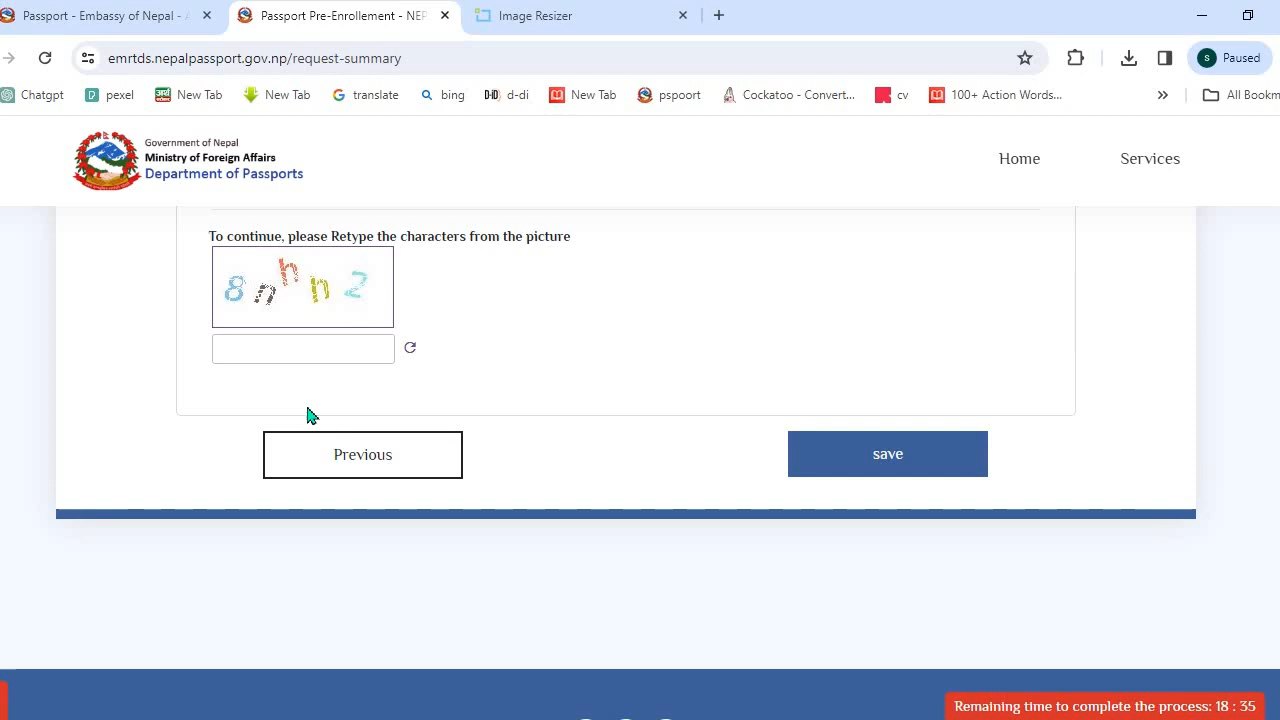 Passport - Embassy of Nepal -
Passport Pre-Enrollement - NEP
Image Resizer
emrtds.nepalpassport.gov.np/request-summary
S
Paused
Chatgpt
pexel
New Tab
New Tab
translate
bing
d-di
New Tab
pspoort
Cockatoo - Convert...
cv
100+ Action Words...
All Bookm
Government of Nepal
Ministry of Foreign Affairs
Department of Passports
Home
Services
To continue, please Retype the characters from the picture
8nhn2
Previous
save
Remaining time to complete the process: 18 : 35